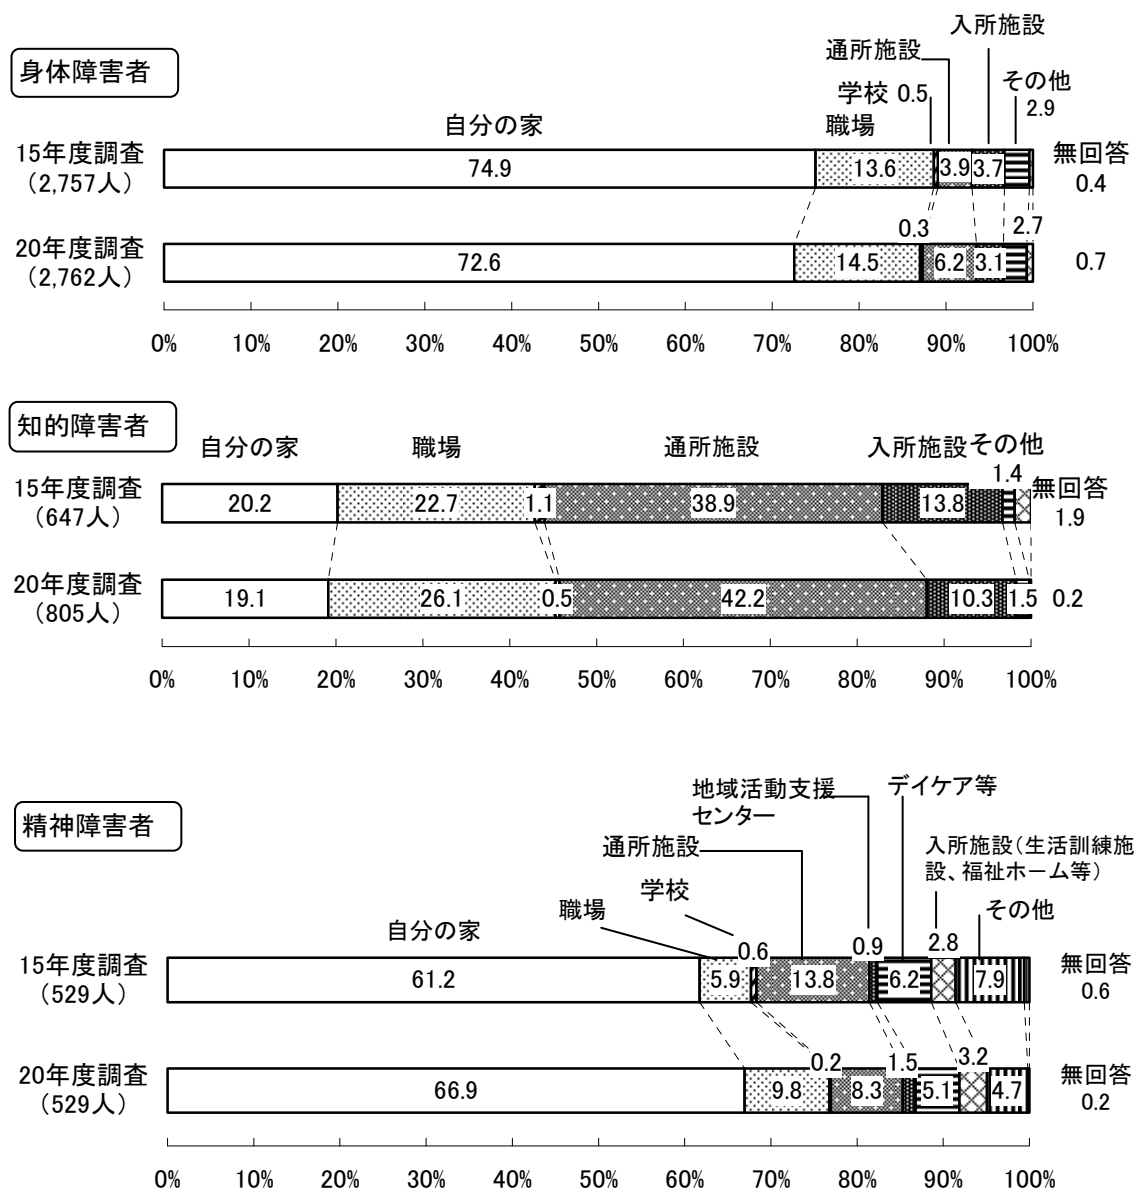 入所施設
通所施設
身体障害者
学校 0.5
その他
2.9
自分の家
職場
15年度調査
(2,757人)
74.9
13.6
3.9
3.7
無回答
0.4
0.3
2.7
20年度調査
(2,762人)
72.6
14.5
6.2
3.1
0.7
0% 10% 20% 30% 40% 50% 60% 70% 80% 90% 100%
知的障害者
自分の家
職場
通所施設
入所施設
その他
1.4
15年度調査
(647人)
20.2
22.7
1.1
38.9
13.8
無回答
1.9
20年度調査
(805人)
19.1
26.1
0.5
42.2
10.3
1.5
0.2
0% 10% 20% 30% 40% 50% 60% 70% 80% 90% 100%
精神障害者
地域活動支援
センター
デイケア等
通所施設
入所施設(生活訓練施
設、福祉ホーム等)
学校
職場
その他
自分の家
0.6
0.9
2.8
15年度調査
(529人)
61.2
5.9
13.8
6.2
7.9
無回答
0.6
0.2
1.5
3.2
20年度調査
(529人)
66.9
9.8
8.3
5.1
4.7
無回答
0.2
0% 10% 20% 30% 40% 50% 60% 70% 80% 90% 100%